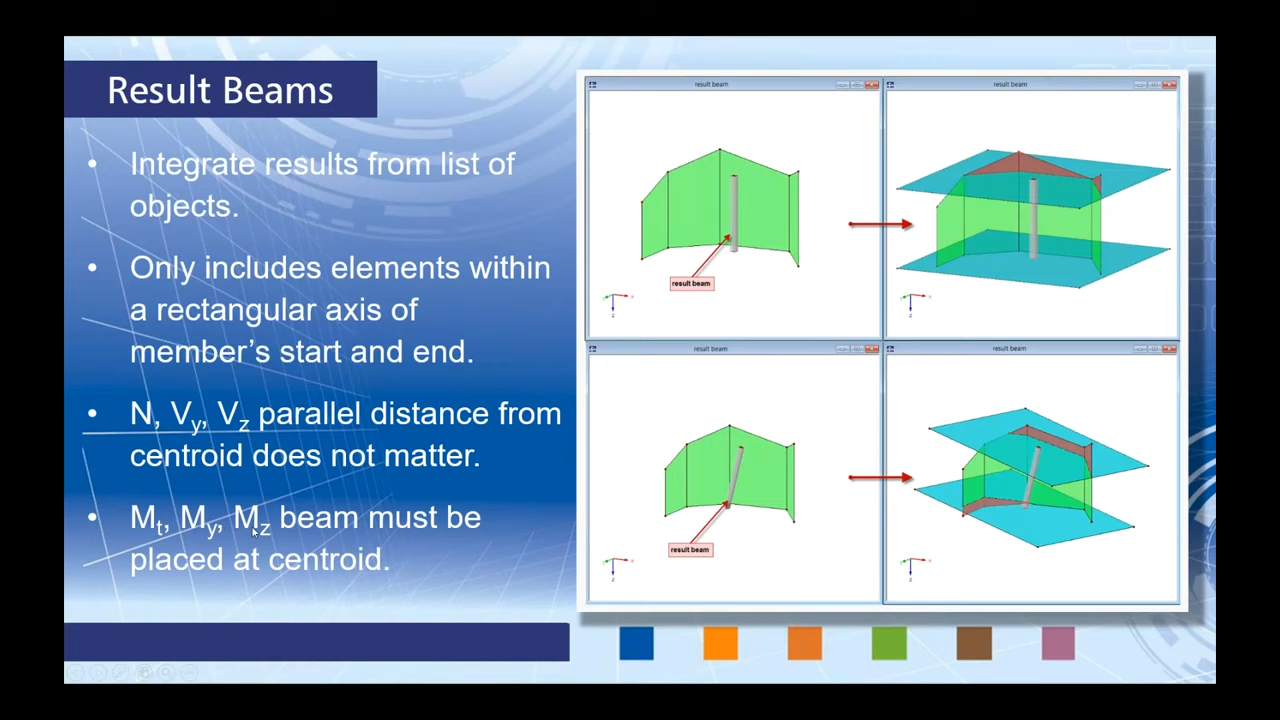 Result Beams
• Integrate results from list of
objects.
• Only includes elements within
a rectangular axis of
member's start and end.
• N, Vy, Vz parallel distance from
centroid does not matter.
• Mt, My, Mz beam must be
placed at centroid.
result beam
result beam
result beam
result beam
result beam
result beam